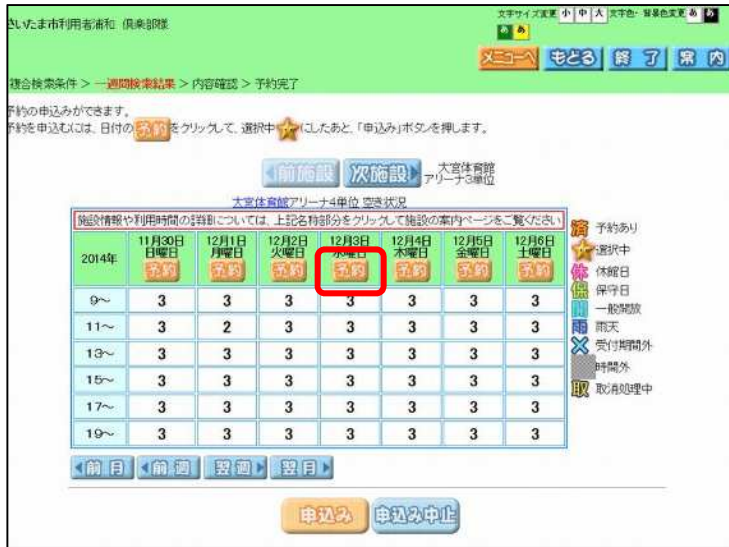 さいたま市利用者浦和 倶楽部様
文字サイズ変更 小 中 大 文字色・背景色変更 あ あ
あ あ
メニューへ もどる 終了 案内
複合検索条件 > 一週間検索結果 > 内容確認 > 予約完了
予約の申込みができます。
予約を申込むには、日付の 予約 をクリックして、選択中 にしたあと、「申込み」ボタンを押します。
前施設 次施設 大宮体育館
アリーナ3単位
大宮体育館アリーナ4単位 空き状況
施設情報や利用時間の詳細については、上記名称部分をクリックして施設の案内ページをご覧ください
2014年 11月30日 日曜日 予約 12月1日 月曜日 予約 12月2日 火曜日 予約 12月3日 水曜日 予約 12月4日 木曜日 予約 12月5日 金曜日 予約 12月6日 土曜日 予約
9～ 3 3 3 3 3 3 3
11～ 3 2 3 3 3 3 3
13～ 3 3 3 3 3 3 3
15～ 3 3 3 3 3 3 3
17～ 3 3 3 3 3 3 3
19～ 3 3 3 3 3 3 3
済 予約あり
選択中
休 休館日
保 保守日
開 一般開放
雨 雨天
受付期間外
時間外
取 取消処理中
前月 前週 翌週 翌月
申込み 申込み中止